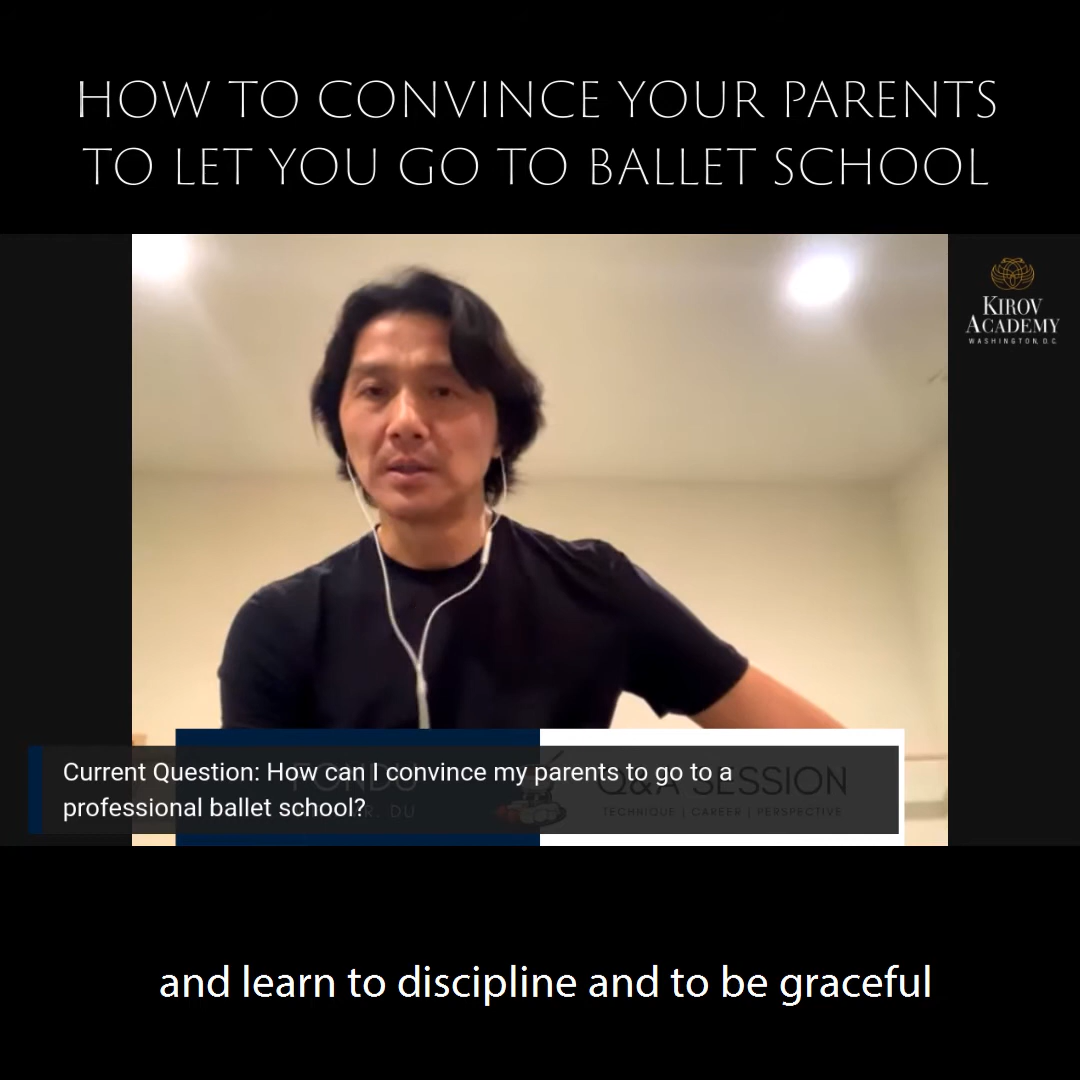 HOW TO CONVINCE YOUR PARENTS
TO LET YOU GO TO BALLET SCHOOL
KIROV
ACADEMY
WASHINGTON, D.C.
Current Question: How can I convince my parents to go to a
professional ballet school?
FONDU
R. DU
Q&A SESSION
TECHNIQUE | CAREER | PERSPECTIVE
and learn to discipline and to be graceful